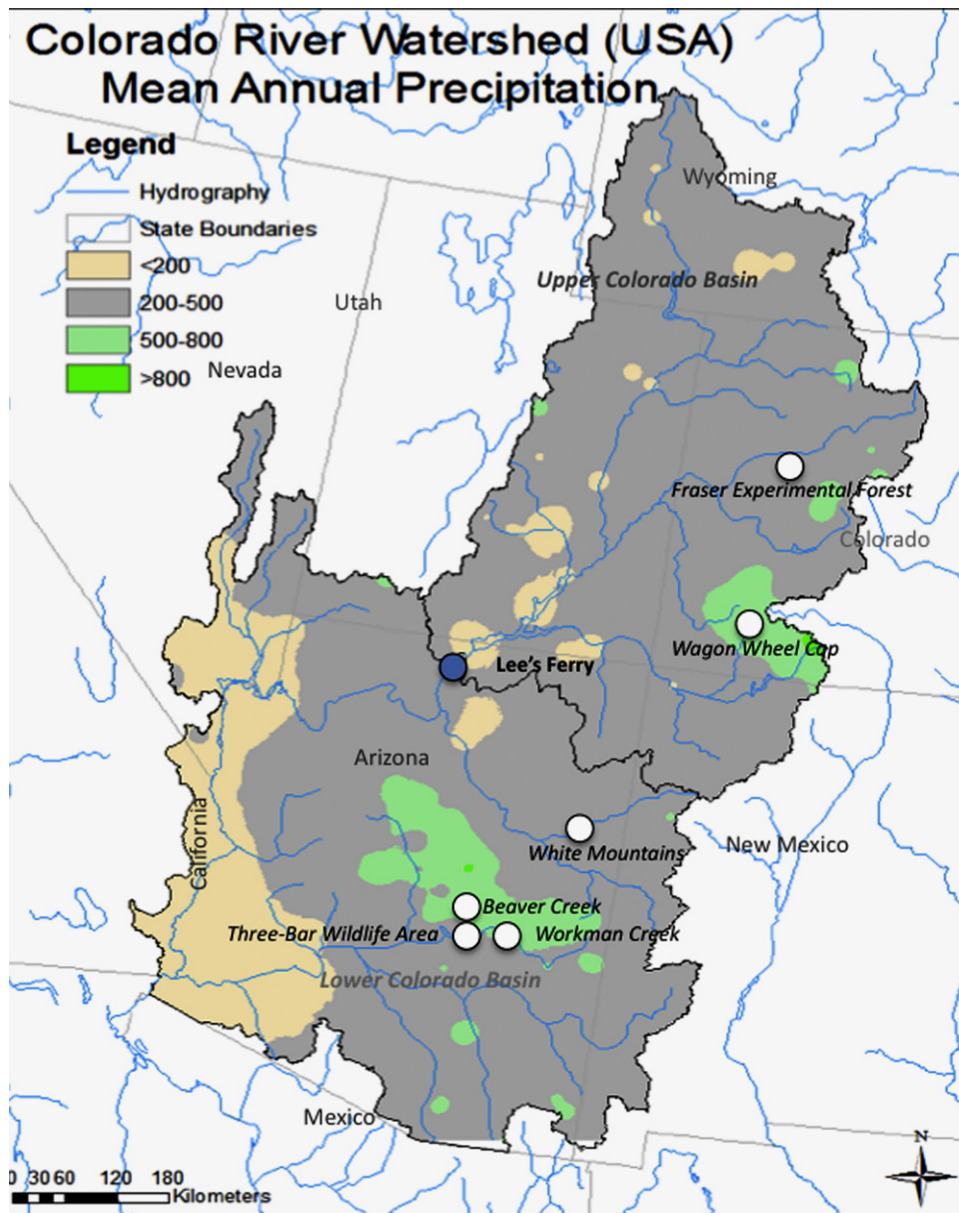 Colorado River Watershed (USA)
Mean Annual Precipitation
Legend
Hydrography
State Boundaries
<200
200-500
500-800
>800
Wyoming
Upper Colorado Basin
Utah
Nevada
Fraser Experimental Forest
Colorado
Wagon Wheel Cap
Lee's Ferry
Arizona
California
White Mountains
New Mexico
Beaver Creek
Three-Bar Wildlife Area
Workman Creek
Lower Colorado Basin
Mexico
N
0 30 60 120 180
Kilometers